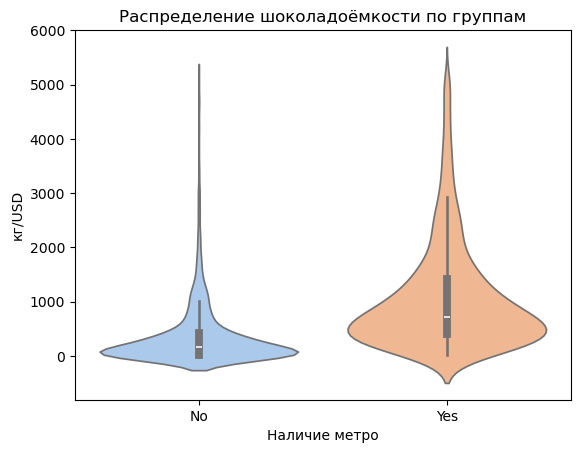 Распределение шоколадоёмкости по группам
6000
5000
4000
3000
2000
1000
0
кг/USD
No
Yes
Наличие метро